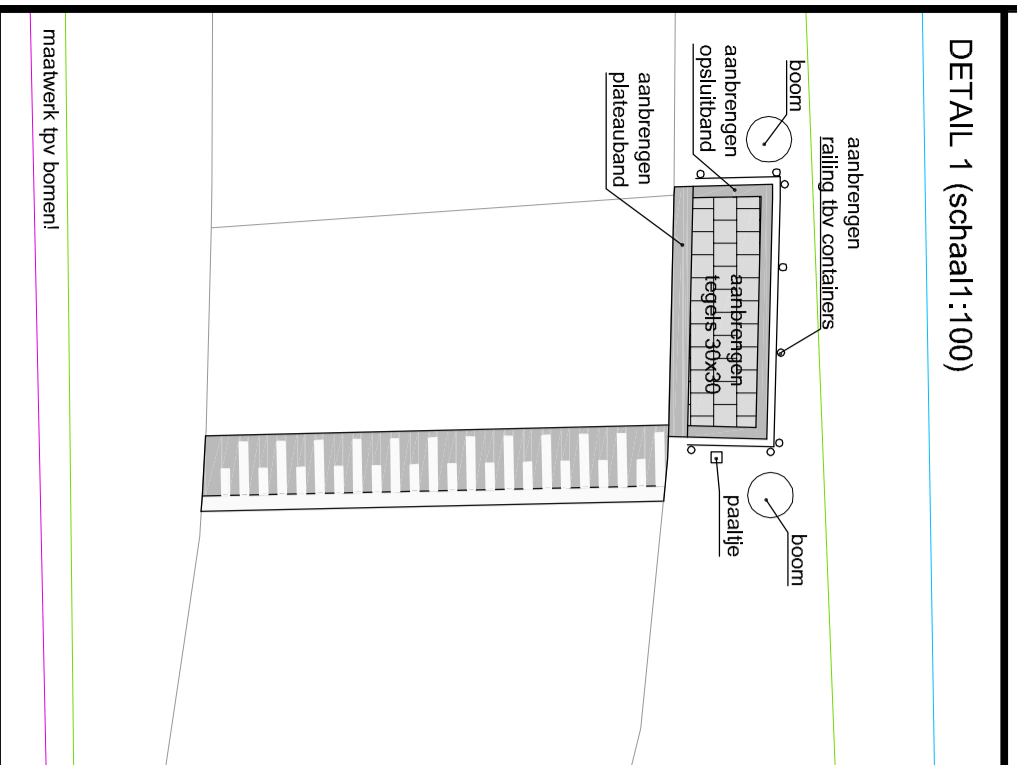 DETAIL 1 (schaal1:100)
aanbrengen
railing tbv containers
boom
aanbrengen
opsluitband
aanbrengen
plateauband
aanbrengen
tegels 30x30
boom
paaltje
maatwerk tpv bomen!